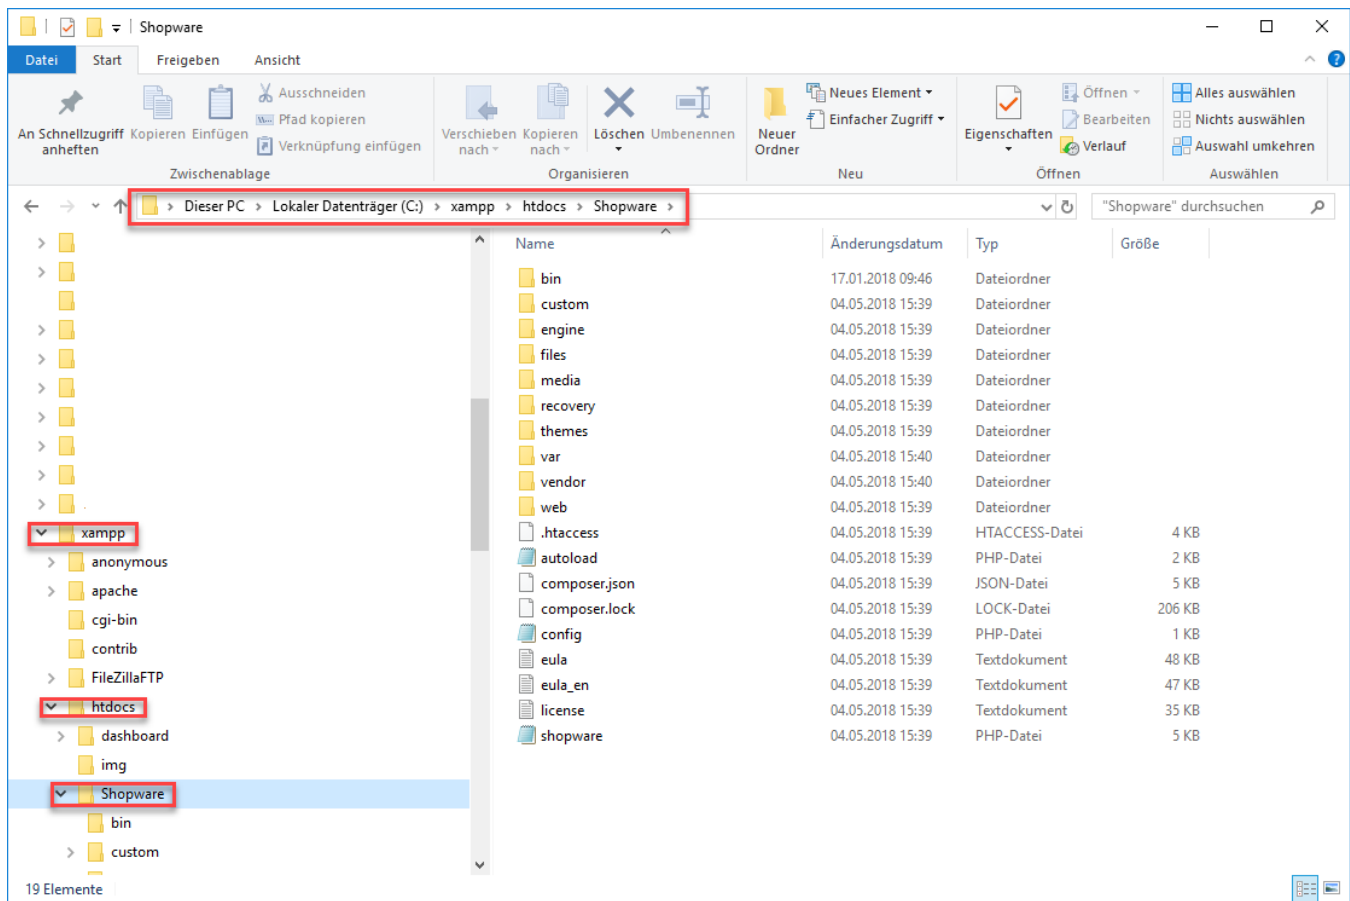 Shopware
Datei Start Freigeben Ansicht
An Schnellzugriff anheften
Kopieren
Einfügen
Ausschneiden
Pfad kopieren
Verknüpfung einfügen
Zwischenablage
Verschieben nach
Kopieren nach
Löschen
Umbenennen
Organisieren
Neuer Ordner
Neues Element
Einfacher Zugriff
Neu
Eigenschaften
Öffnen
Bearbeiten
Verlauf
Öffnen
Alles auswählen
Nichts auswählen
Auswahl umkehren
Auswählen
Dieser PC > Lokaler Datenträger (C:) > xampp > htdocs > Shopware >
"Shopware" durchsuchen
xampp
anonymous
apache
cgi-bin
contrib
FileZillaFTP
htdocs
dashboard
img
Shopware
bin
custom
Name Änderungsdatum Typ Größe
bin 17.01.2018 09:46 Dateiordner
custom 04.05.2018 15:39 Dateiordner
engine 04.05.2018 15:39 Dateiordner
files 04.05.2018 15:39 Dateiordner
media 04.05.2018 15:39 Dateiordner
recovery 04.05.2018 15:39 Dateiordner
themes 04.05.2018 15:39 Dateiordner
var 04.05.2018 15:40 Dateiordner
vendor 04.05.2018 15:40 Dateiordner
web 04.05.2018 15:39 Dateiordner
.htaccess 04.05.2018 15:39 HTACCESS-Datei 4 KB
autoload 04.05.2018 15:39 PHP-Datei 2 KB
composer.json 04.05.2018 15:39 JSON-Datei 5 KB
composer.lock 04.05.2018 15:39 LOCK-Datei 206 KB
config 04.05.2018 15:39 PHP-Datei 1 KB
eula 04.05.2018 15:39 Textdokument 48 KB
eula_en 04.05.2018 15:39 Textdokument 47 KB
license 04.05.2018 15:39 Textdokument 35 KB
shopware 04.05.2018 15:39 PHP-Datei 5 KB
19 Elemente